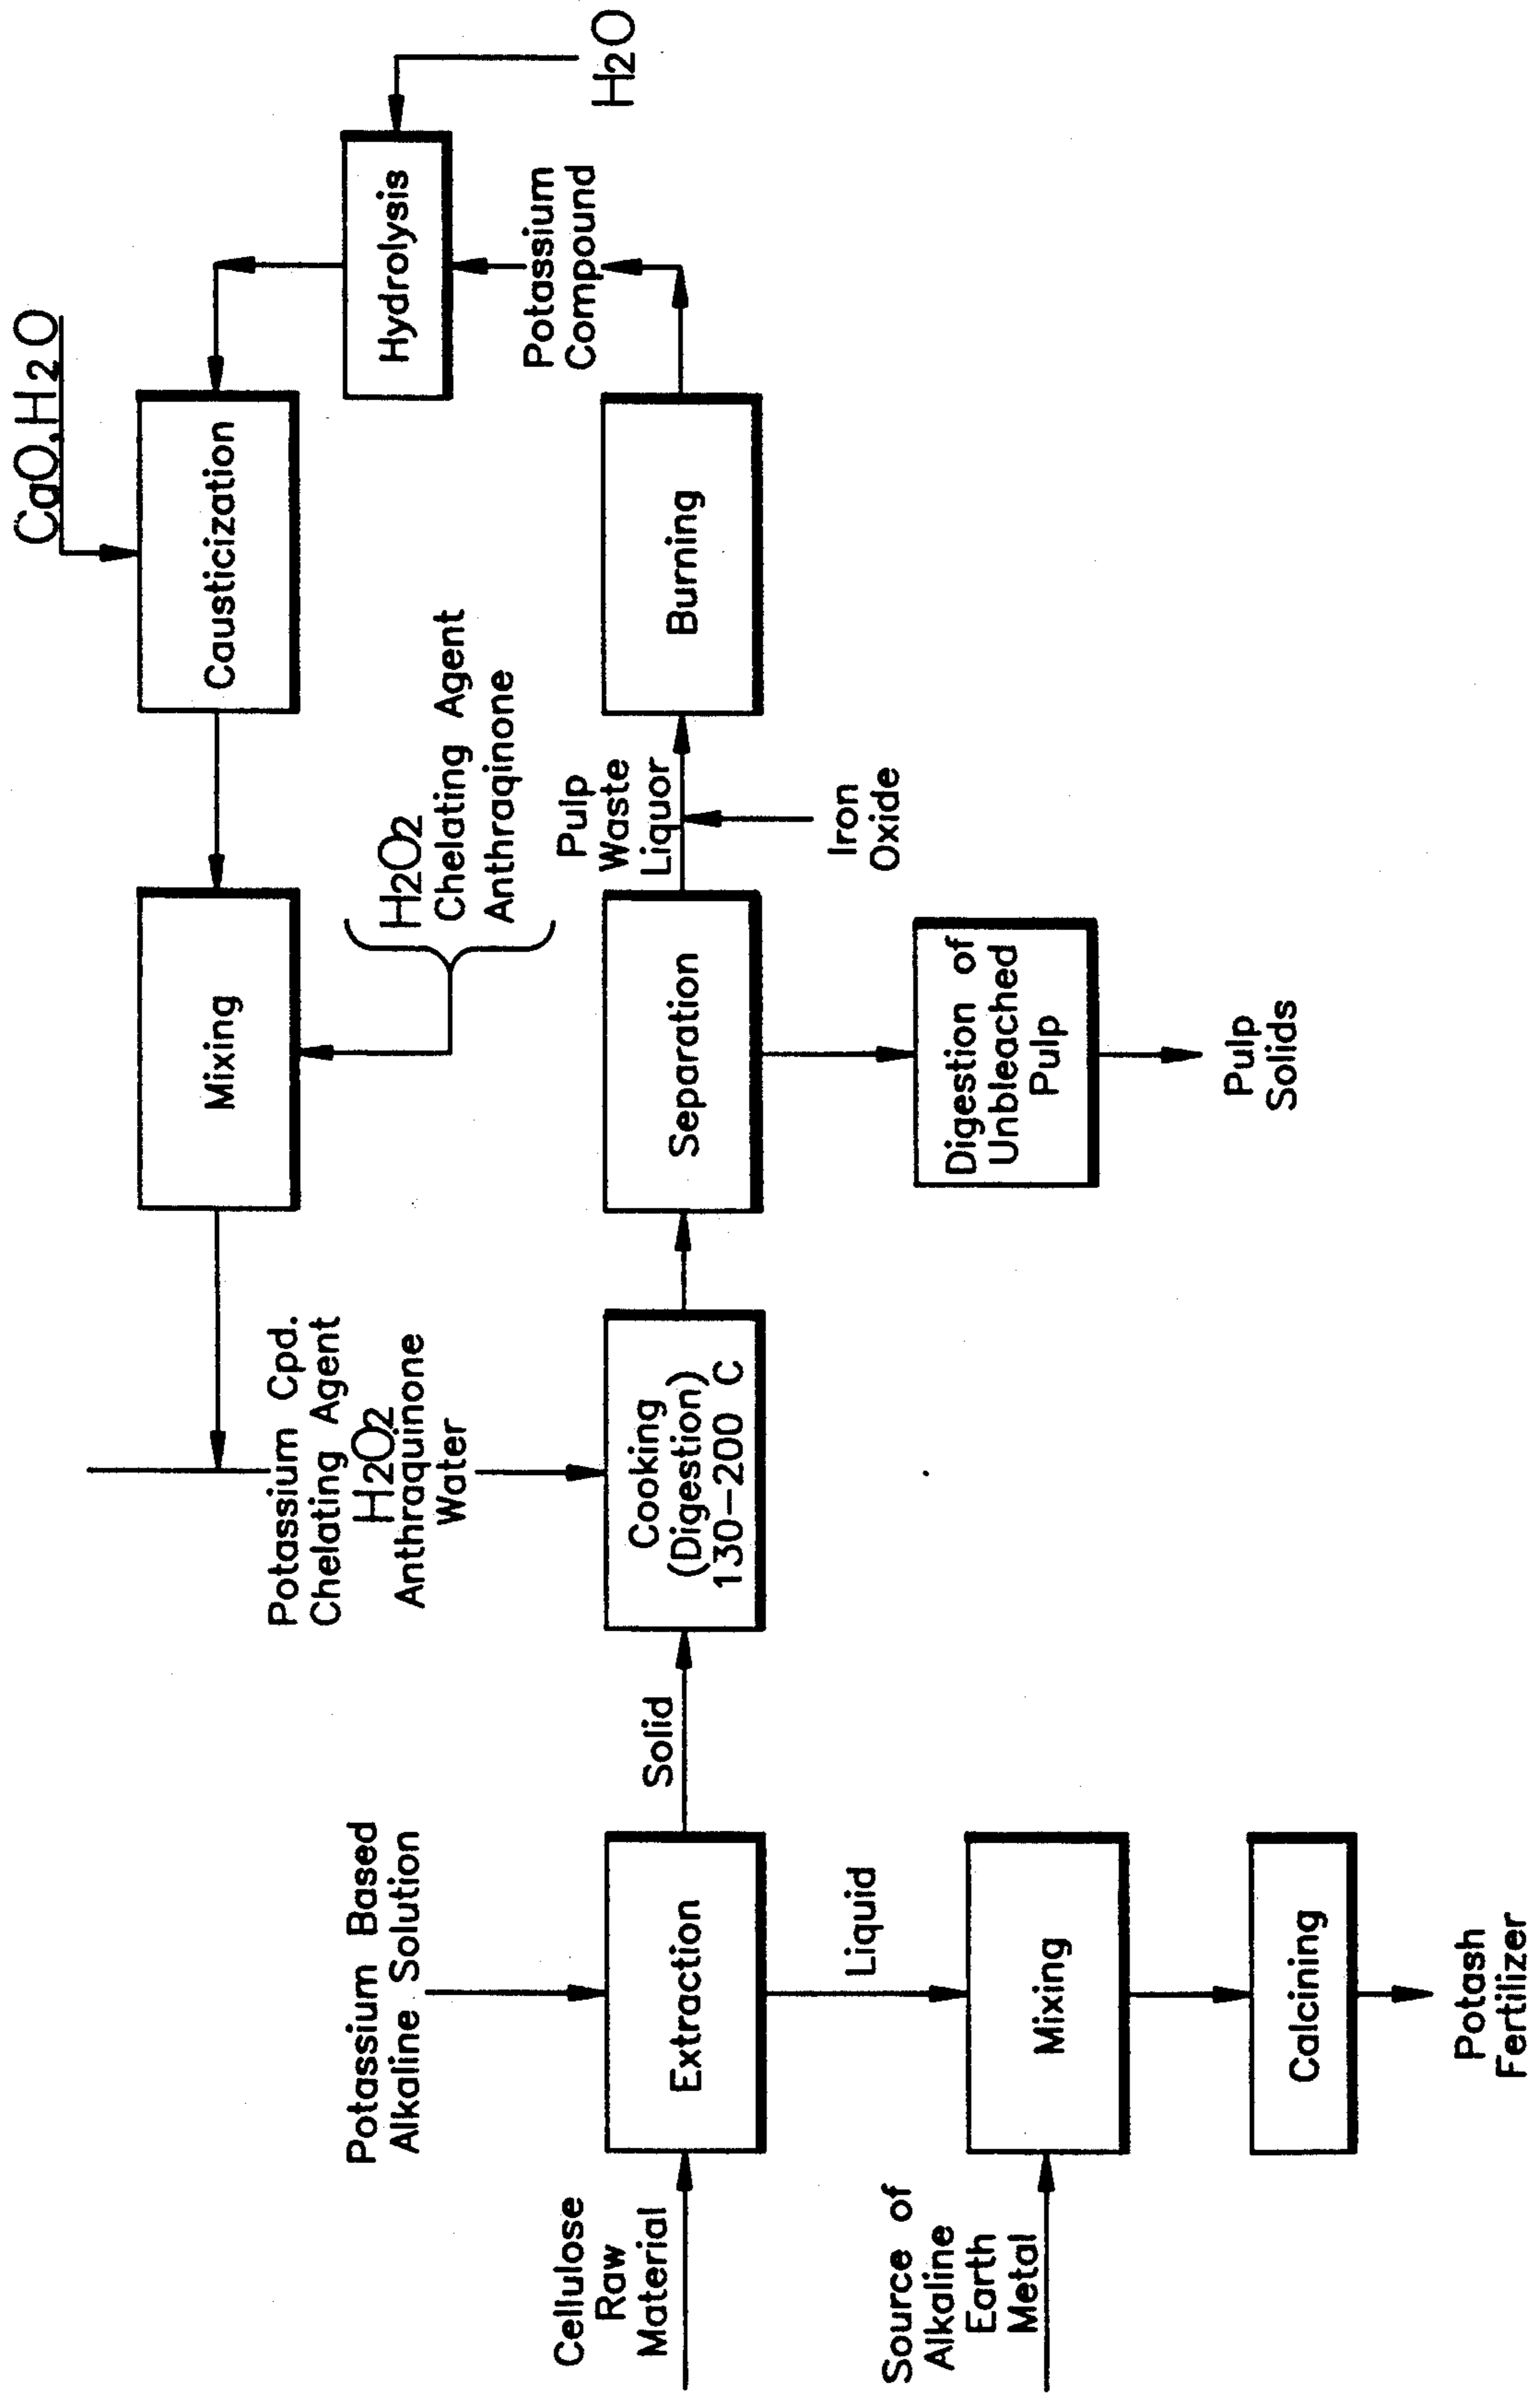 CaO,H2O
Causticization
Mixing
Hydrolysis
H2O
H2O2
Chelating Agent
Anthraqinone
Potassium Cpd.
Chelating Agent
H2O2
Anthraquinone
Water
Potassium
Compound
Potassium Based
Alkaline Solution
Cellulose
Raw
Material
Extraction
Solid
Cooking
(Digestion)
130-200 C
Separation
Pulp
Waste
Liquor
Burning
Iron
Oxide
Liquid
Digestion of
Unbleached
Pulp
Pulp
Solids
Source of
Alkaline
Earth
Metal
Mixing
Calcining
Potash
Fertilizer